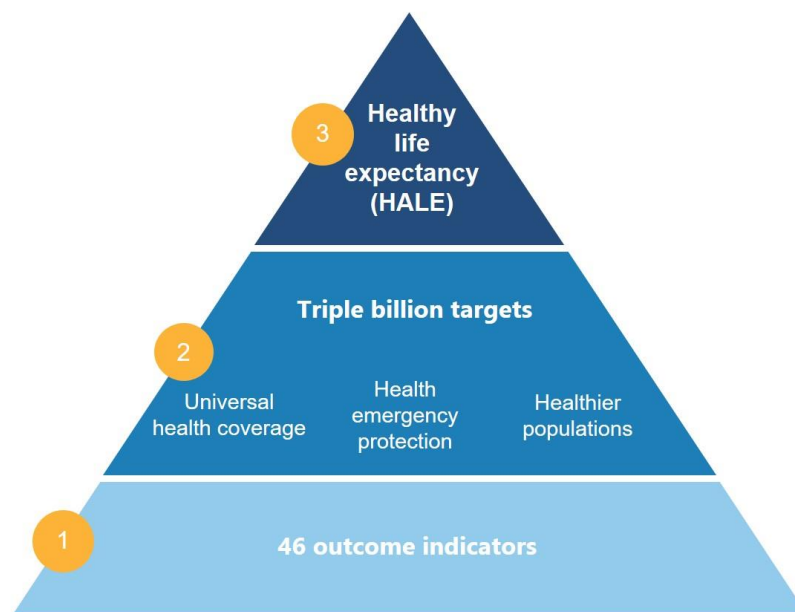 3
Healthy
life
expectancy
(HALE)
Triple billion targets
2
Universal
health coverage
Health
emergency
protection
Healthier
populations
1
46 outcome indicators